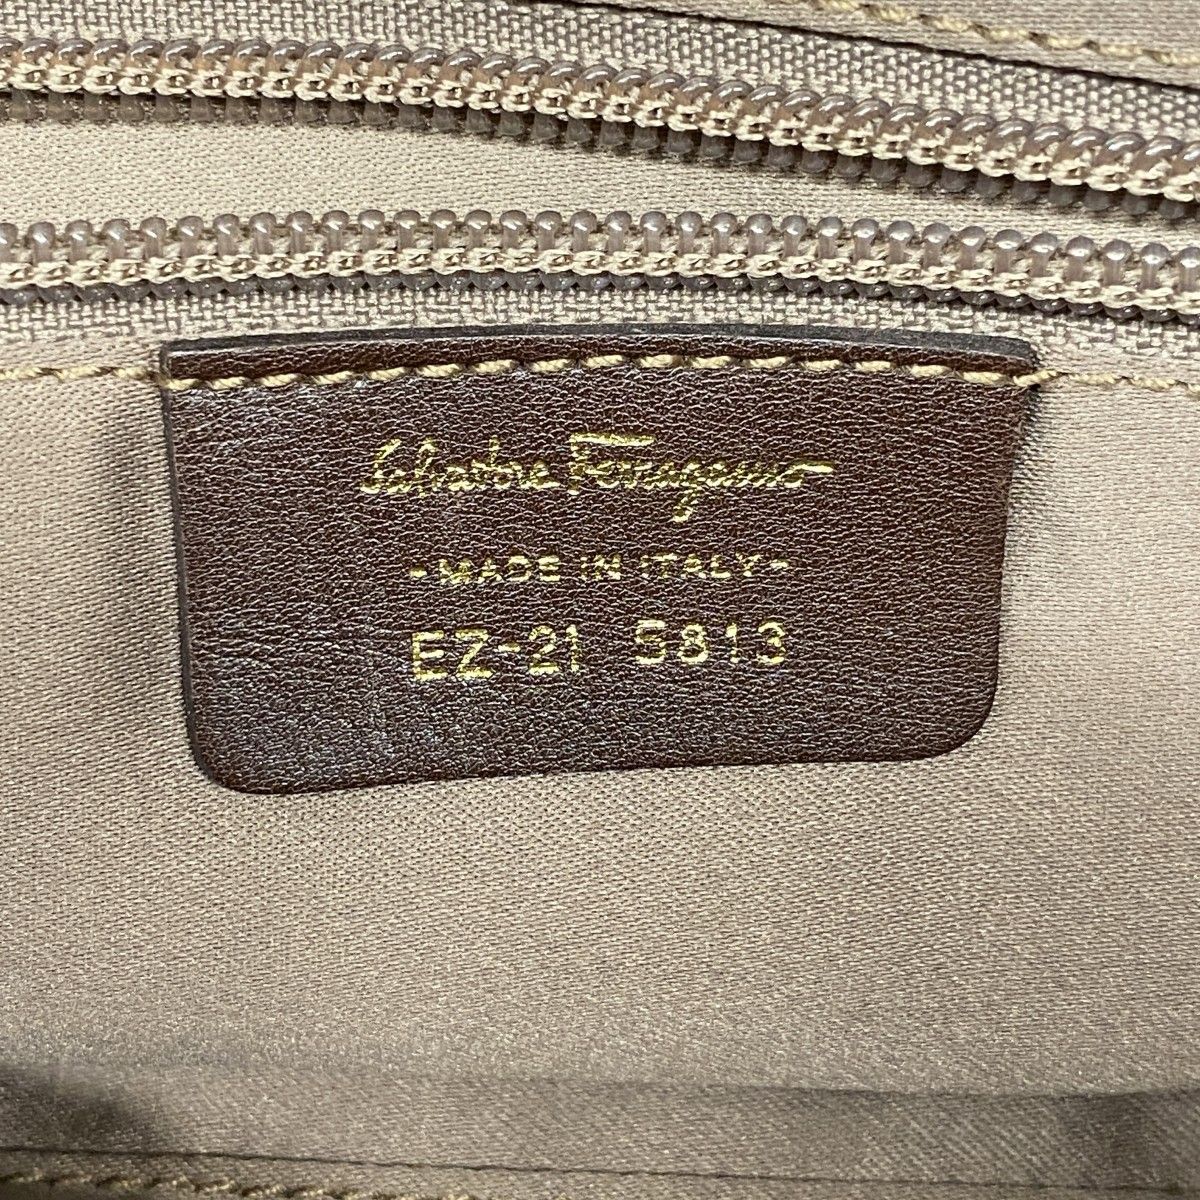 Salvatore Ferragamo
-MADE IN ITALY-
EZ-21 5813